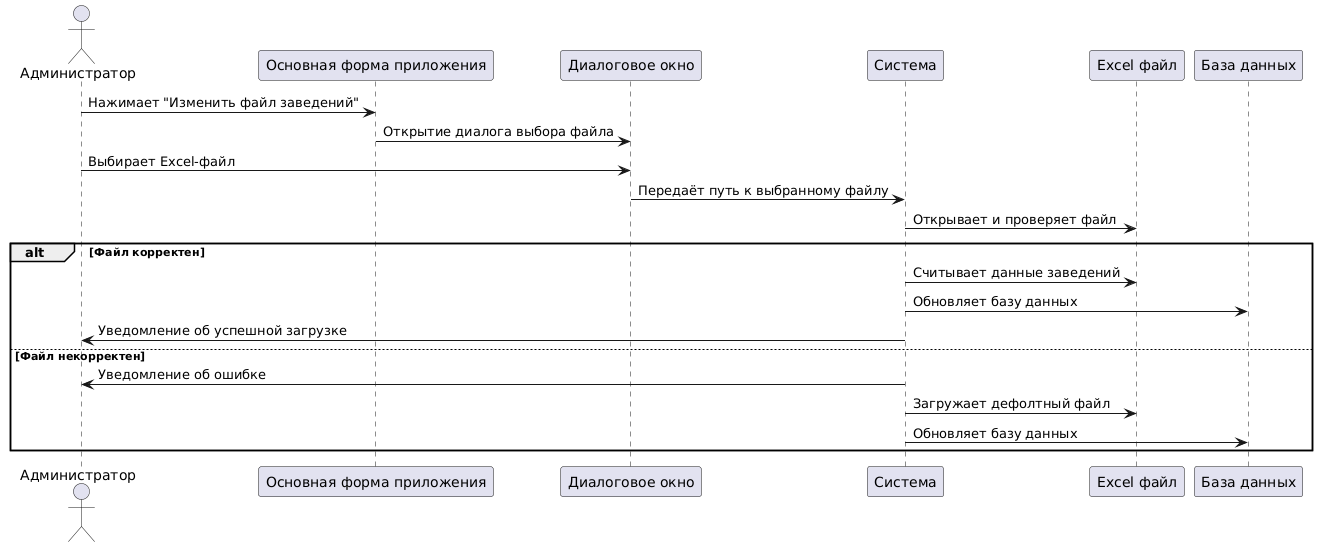 Администратор
Основная форма приложения
Диалоговое окно
Система
Excel файл
База данных
Нажимает "Изменить файл заведений"
Открытие диалога выбора файла
Выбирает Excel-файл
Передаёт путь к выбранному файлу
Открывает и проверяет файл
alt
[Файл корректен]
Считывает данные заведений
Обновляет базу данных
Уведомление об успешной загрузке
[Файл некорректен]
Уведомление об ошибке
Загружает дефолтный файл
Обновляет базу данных
Администратор
Основная форма приложения
Диалоговое окно
Система
Excel файл
База данных